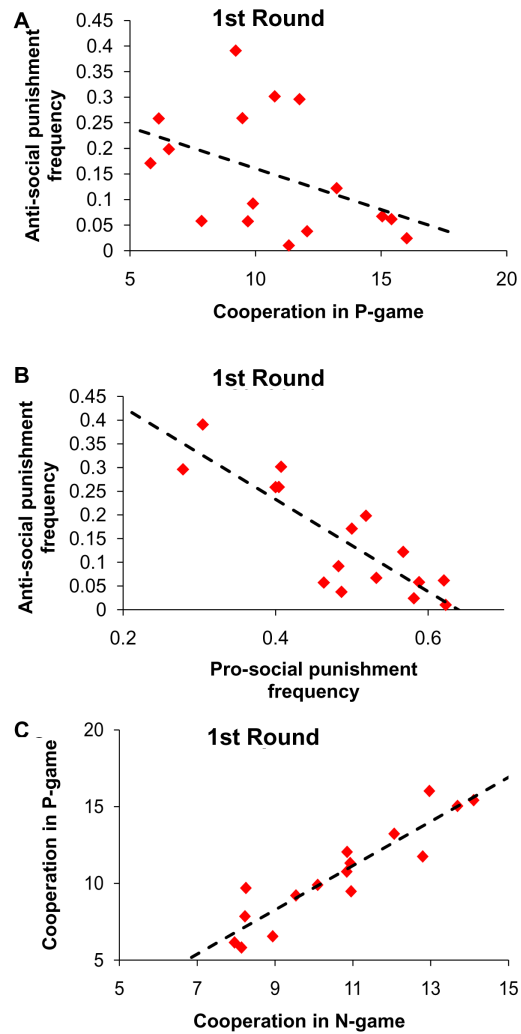 A
1st Round
Anti-social punishment
frequency
0.45
0.4
0.35
0.3
0.25
0.2
0.15
0.1
0.05
0
5 10 15 20
Cooperation in P-game
B
1st Round
Anti-social punishment
frequency
0.45
0.4
0.35
0.3
0.25
0.2
0.15
0.1
0.05
0
0.2 0.4 0.6
Pro-social punishment
frequency
C
1st Round
Cooperation in P-game
20
15
10
5
5 7 9 11 13 15
Cooperation in N-game